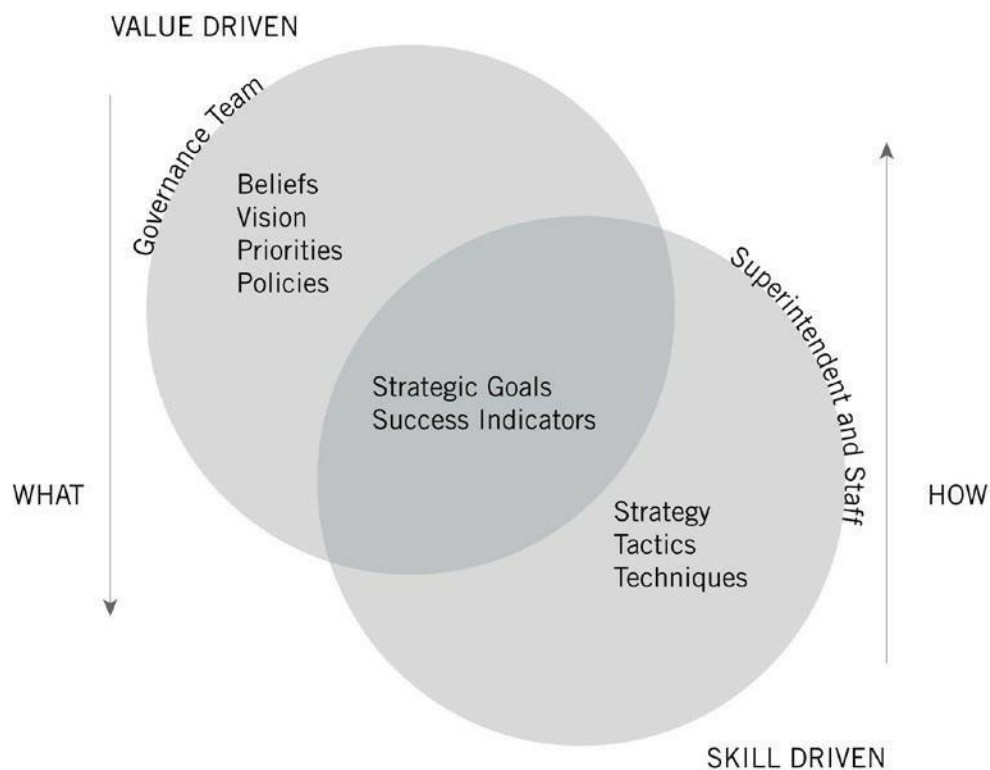 VALUE DRIVEN
Governance Team
Beliefs
Vision
Priorities
Policies
Superintendent and Staff
Strategic Goals
Success Indicators
WHAT
HOW
Strategy
Tactics
Techniques
SKILL DRIVEN